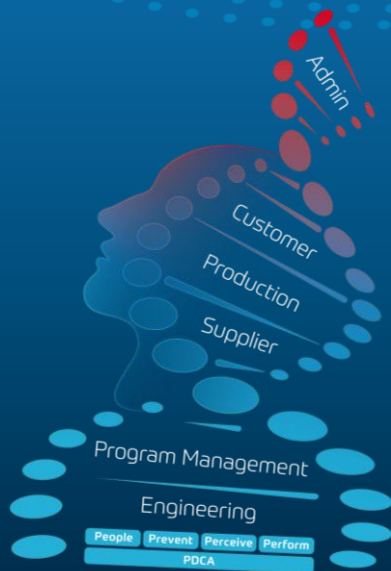 Admin
Customer
Production
Supplier
Program Management
Engineering
People Prevent Perceive Perform
PDCA